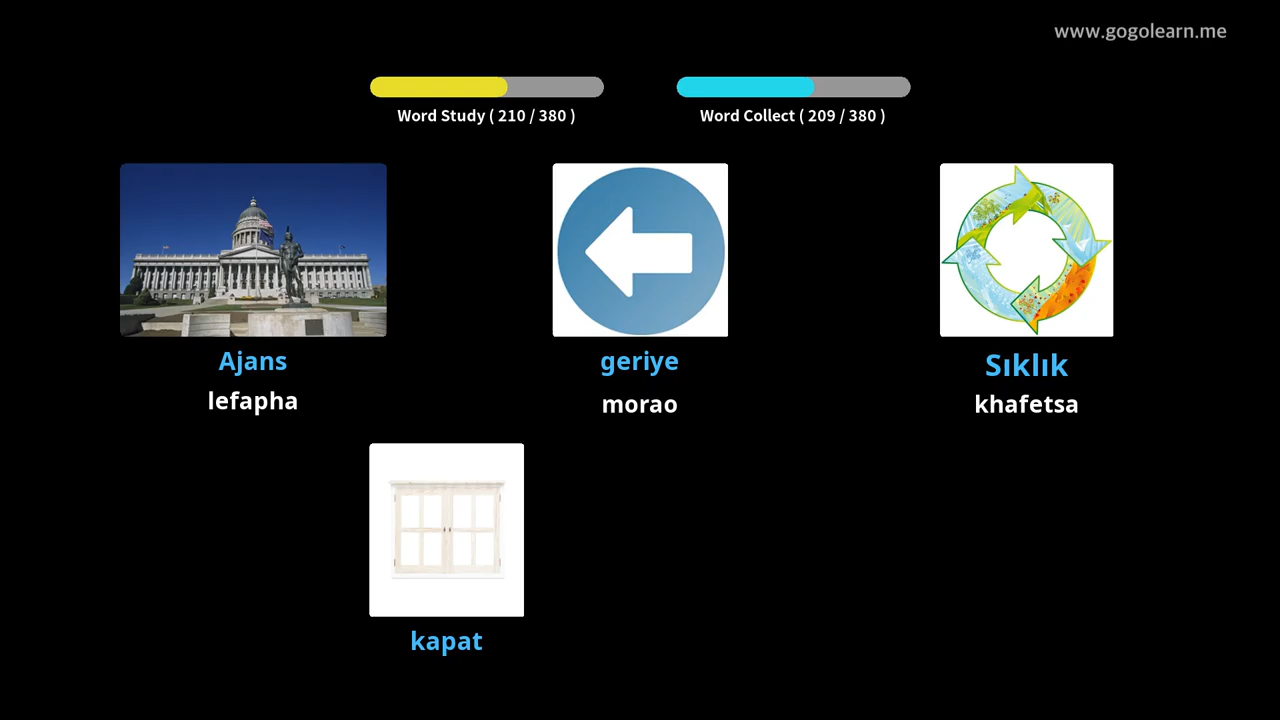 www.gogolearn.me
Word Study ( 210 / 380 )
Word Collect ( 209 / 380 )
Ajans
lefapha
geriye
morao
Sıklık
khafetsa
kapat